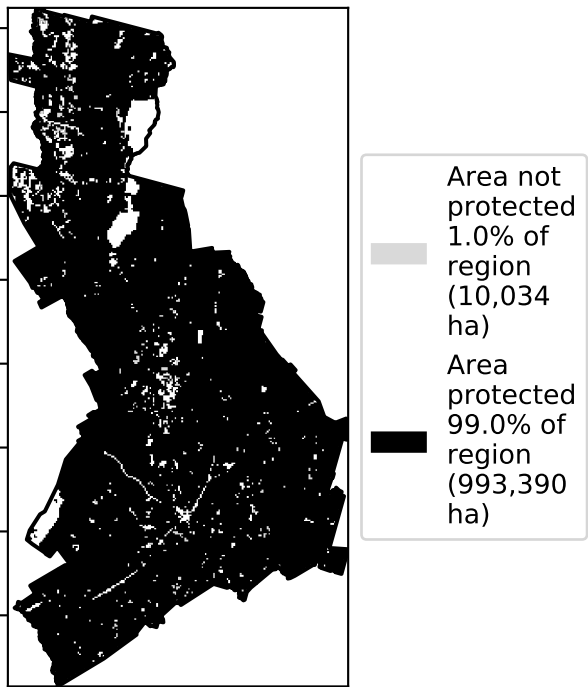 Area not
protected
1.0% of
region
(10,034
ha)
Area
protected
99.0% of
region
(993,390
ha)